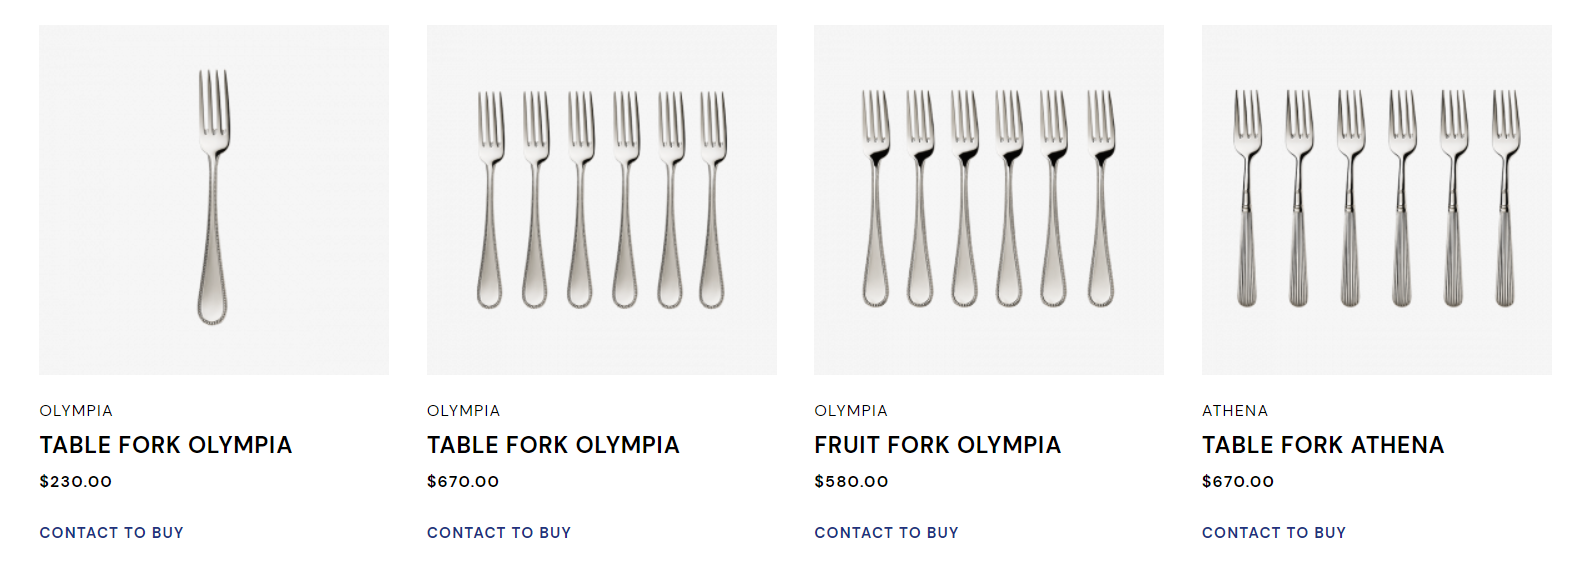 OLYMPIA
TABLE FORK OLYMPIA
$230.00
CONTACT TO BUY
OLYMPIA
TABLE FORK OLYMPIA
$670.00
CONTACT TO BUY
OLYMPIA
FRUIT FORK OLYMPIA
$580.00
CONTACT TO BUY
ATHENA
TABLE FORK ATHENA
$670.00
CONTACT TO BUY